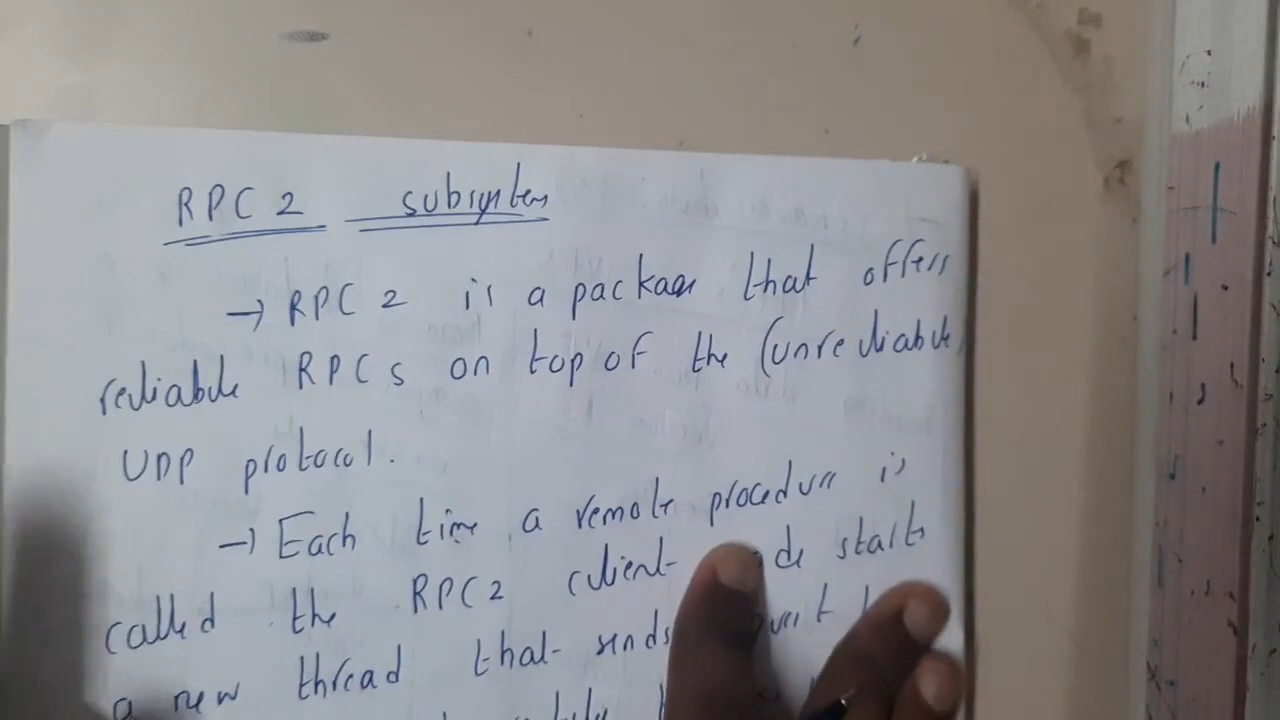 RPC 2 subsystem
→ RPC 2 is a package that offers
reliable RPCs on top of the (unreliable)
UDP protocol.
→ Each time a remote procedure is
called the RPC2 client starts
a new thread that sends